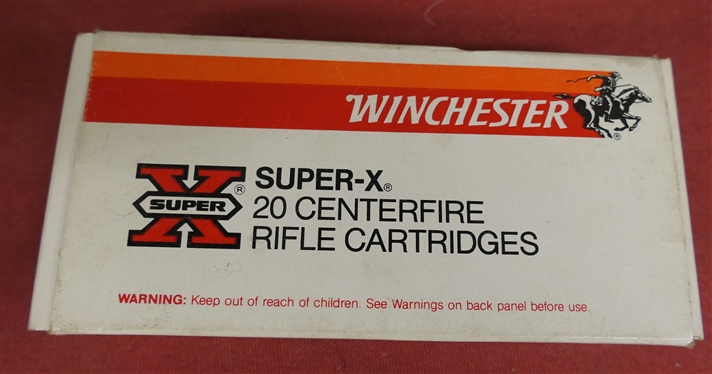 WINCHESTER®
X SUPER ®
SUPER-X®
20 CENTERFIRE
RIFLE CARTRIDGES
WARNING: Keep out of reach of children. See Warnings on back panel before use.